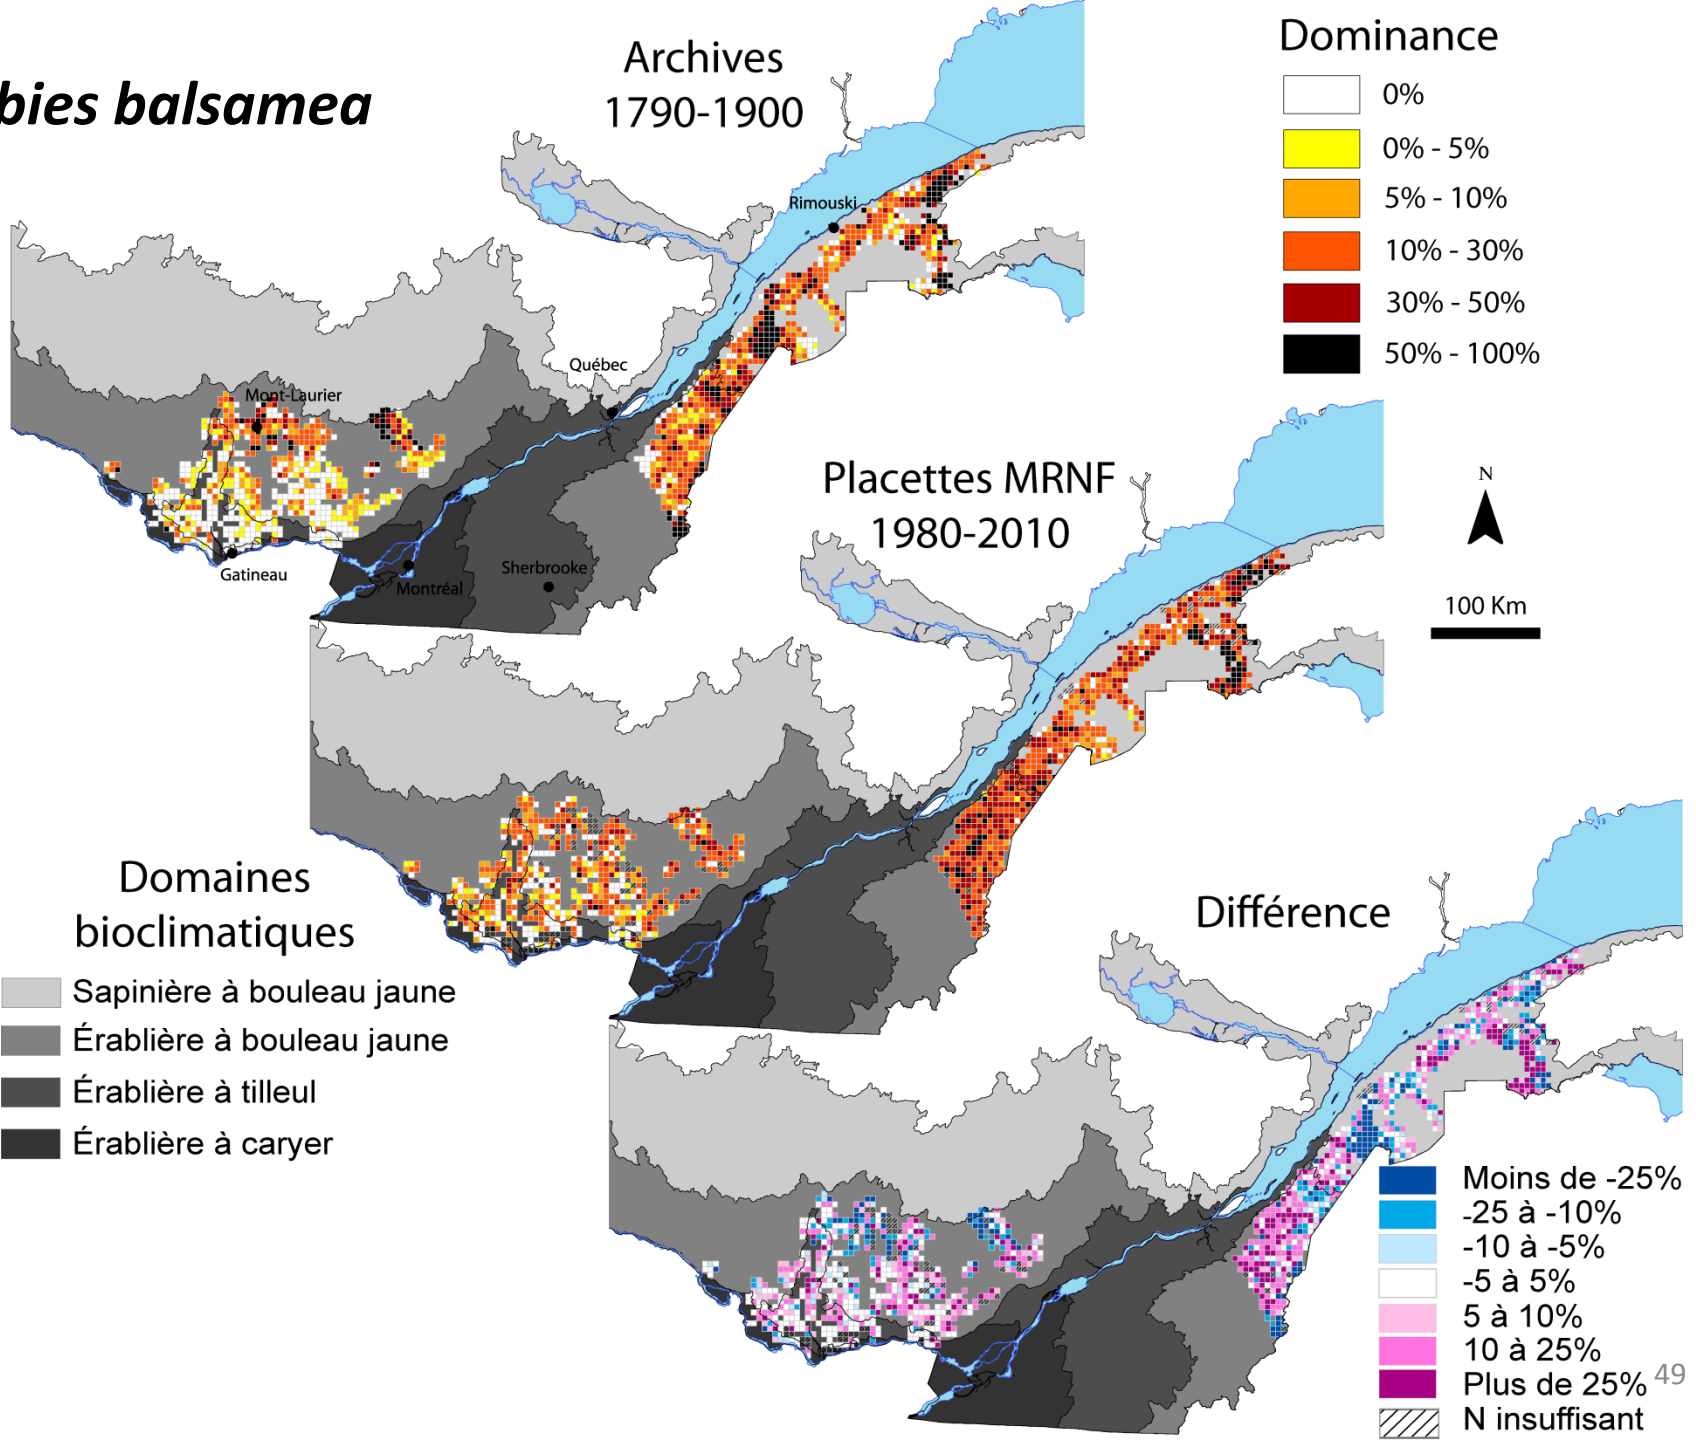 bies balsamea
Archives
1790-1900
Rimouski
Québec
Mont-Laurier
Gatineau
Montréal
Sherbrooke
Dominance
0%
0% - 5%
5% - 10%
10% - 30%
30% - 50%
50% - 100%
Placettes MRNF
1980-2010
N
100 Km
Domaines
bioclimatiques
Sapinière à bouleau jaune
Érablière à bouleau jaune
Érablière à tilleul
Érablière à caryer
Différence
Moins de -25%
-25 à -10%
-10 à -5%
-5 à 5%
5 à 10%
10 à 25%
Plus de 25%
N insuffisant
49